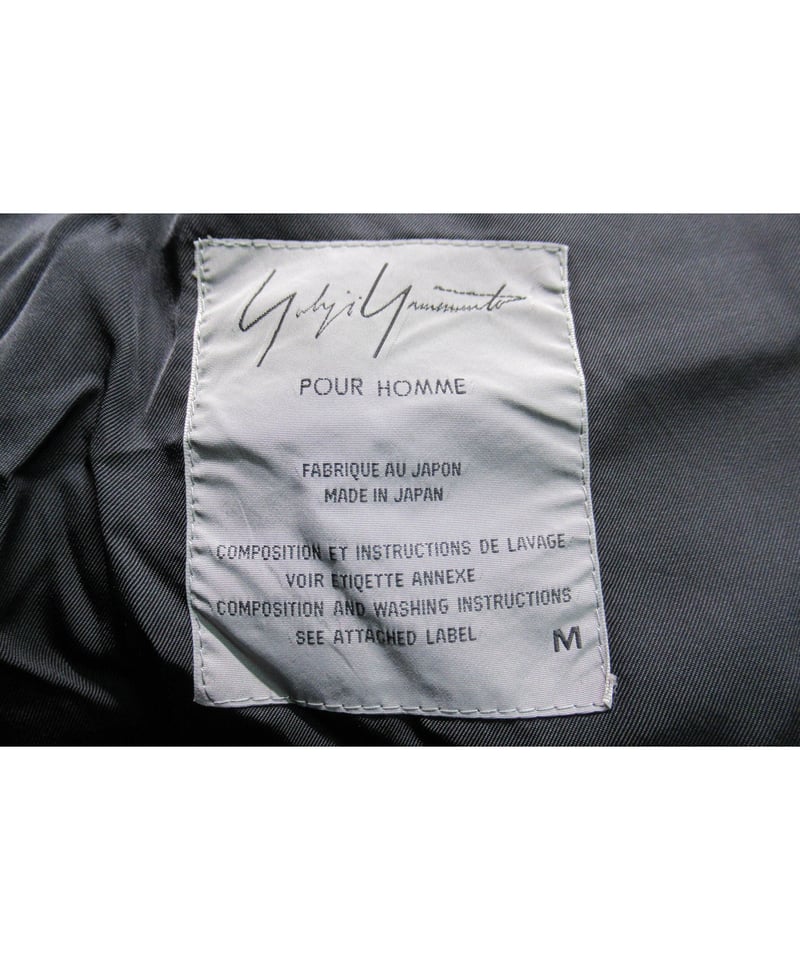 Yohji Yamamoto
POUR HOMME
FABRIQUE AU JAPON
MADE IN JAPAN
COMPOSITION ET INSTRUCTIONS DE LAVAGE
VOIR ETIQETTE ANNEXE
COMPOSITION AND WASHING INSTRUCTIONS
SEE ATTACHED LABEL M